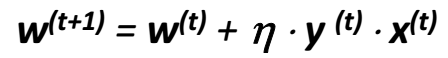 w^(t+1) = w^(t) + η · y^(t) · x^(t)